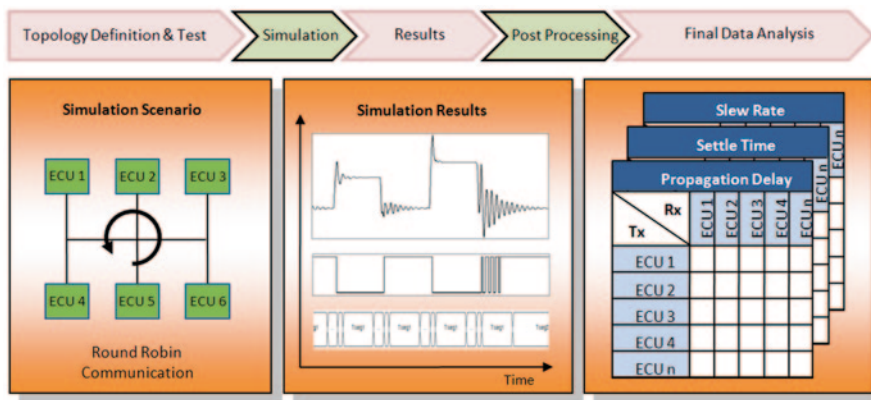 Topology Definition & Test
Simulation
Results
Post Processing
Final Data Analysis
Simulation Scenario
ECU 1
ECU 2
ECU 3
ECU 4
ECU 5
ECU 6
Round Robin
Communication
Simulation Results
Time
Slew Rate
ECU n
Settle Time
ECU n
Propagation Delay
Rx
Tx
ECU 1
ECU 2
ECU 3
ECU 4
ECU n
ECU 1
ECU 2
ECU 3
ECU 4
ECU n